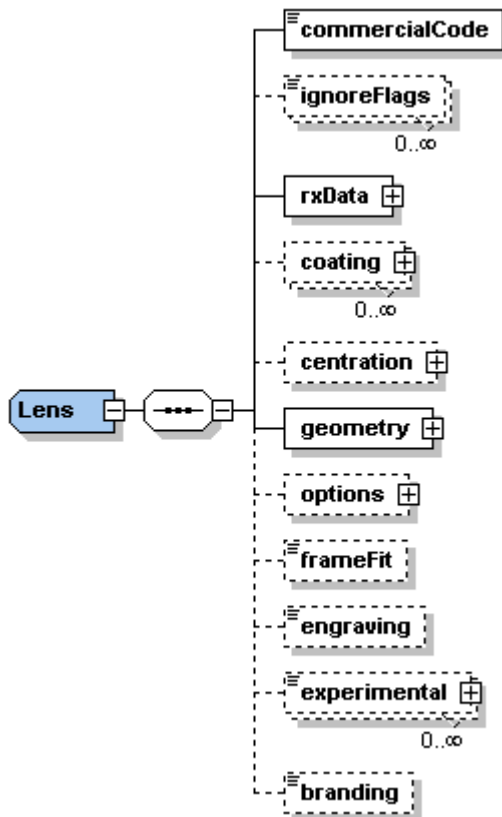 commercialCode
ignoreFlags
0..∞
rxData
coating
0..∞
centration
Lens
geometry
options
frameFit
engraving
experimental
0..∞
branding